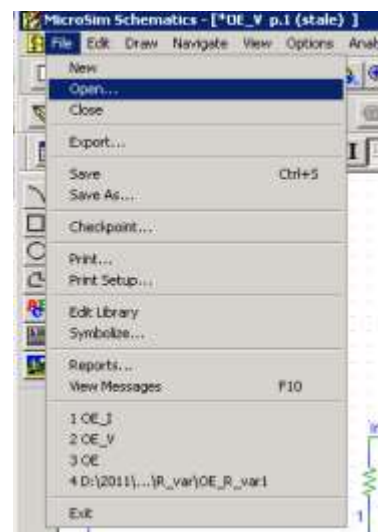 MicroSim Schematics - [*OE_V p.1 (stale) ]
File Edit Draw Navigate View Options
New
Open...
Close
Export...
Save Ctrl+S
Save As...
Checkpoint...
Print...
Print Setup...
Edit Library
Symbolize...
Reports...
View Messages F10
1 OE_I
2 OE_V
3 OE
4 D:\2011\...\R_var\OE_R_var1
Exit
1